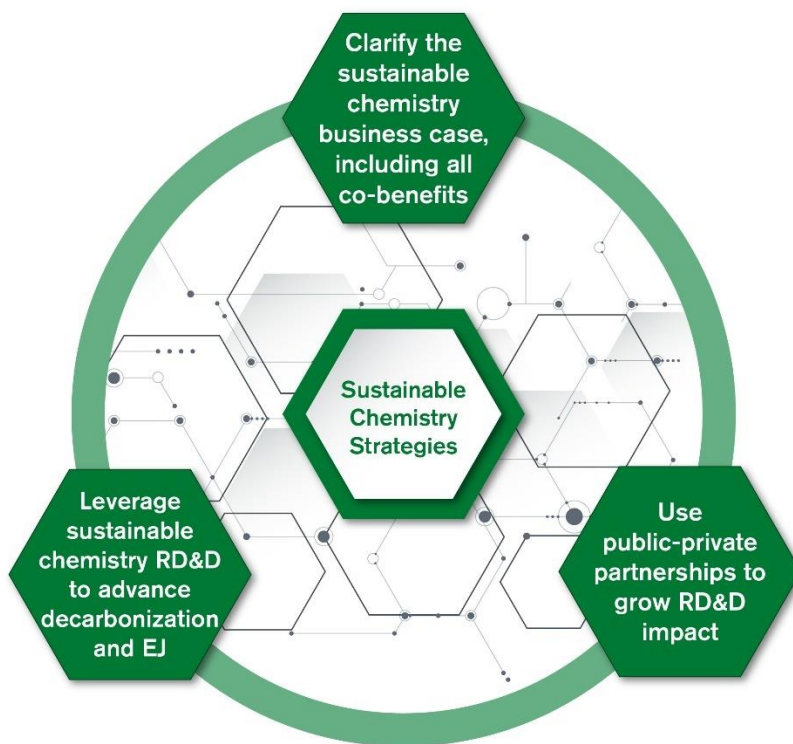 Clarify the
sustainable
chemistry
business case,
including all
co-benefits
Sustainable
Chemistry
Strategies
Leverage
sustainable
chemistry RD&D
to advance
decarbonization
and EJ
Use
public-private
partnerships to
grow RD&D
impact